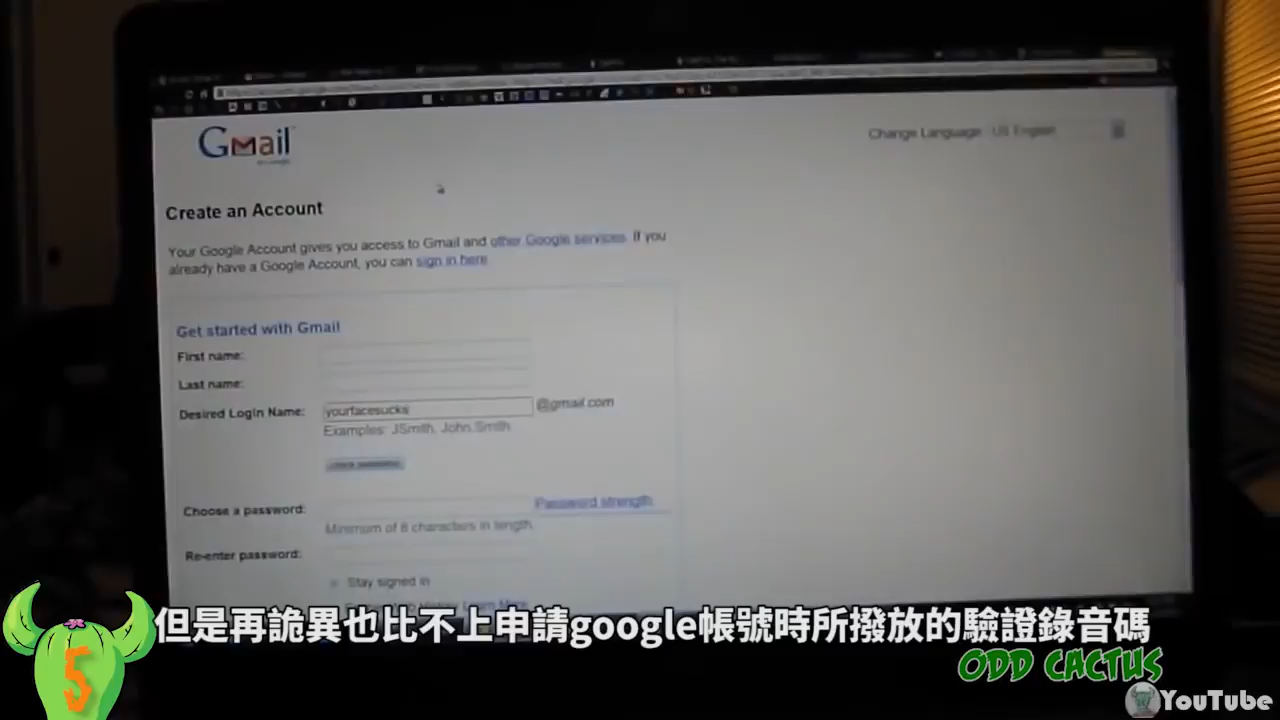 Gmail
Change Language US English
Create an Account
Your Google Account gives you access to Gmail and other Google services. If you
already have a Google Account, you can sign in here.
Get started with Gmail
First name:
Last name:
Desired Login Name: yourfacesucks @gmail.com
Examples: JSmith, John.Smith
Choose a password: Password strength:
Minimum of 8 characters in length.
Re-enter password:
Stay signed in
但是再詭異也比不上申請google帳號時所撥放的驗證錄音碼
5
ODD CACTUS
YouTube